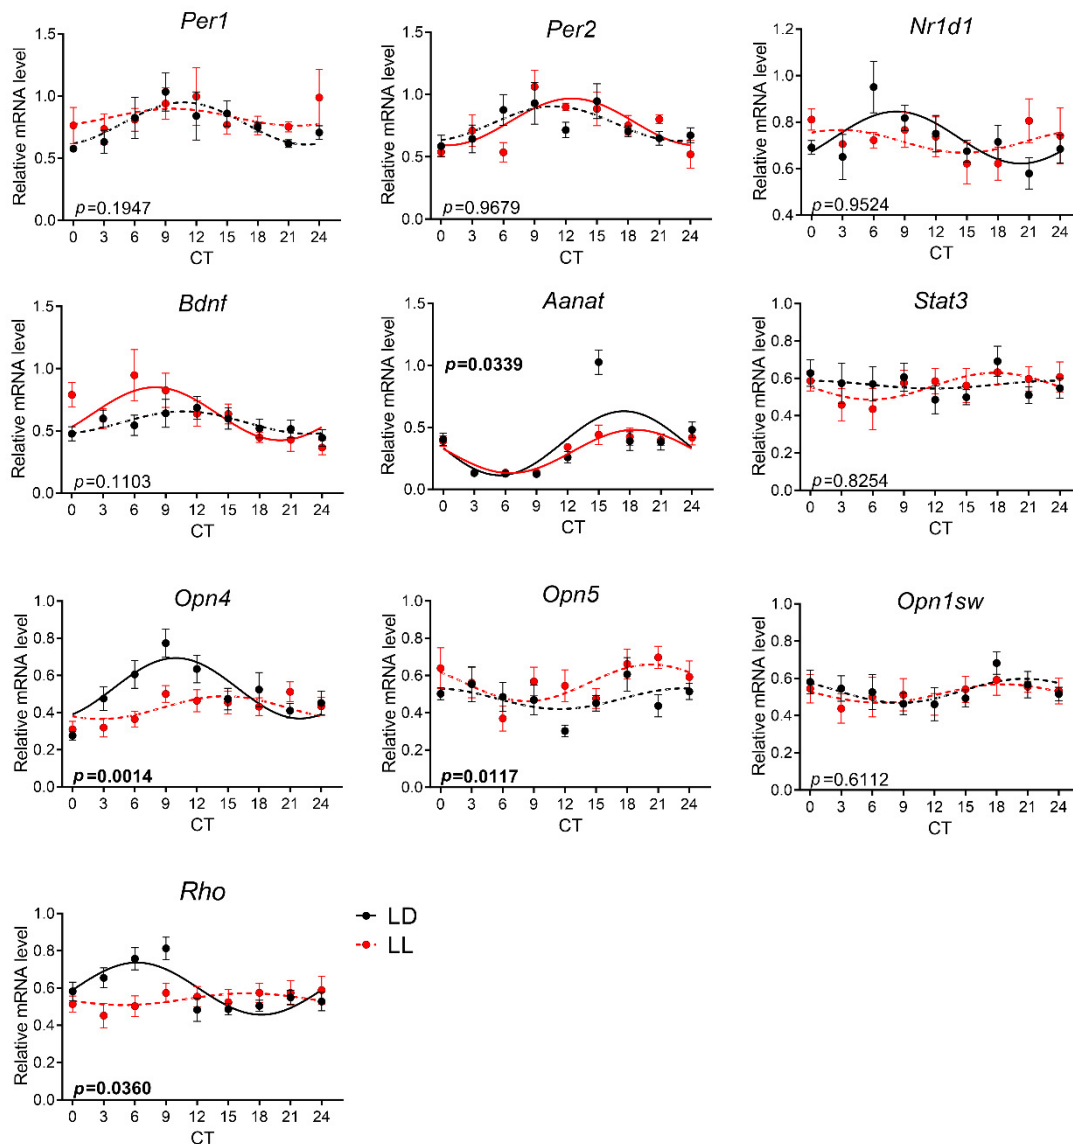 Per1
Relative mRNA level
1.5
1.0
0.5
0.0
p=0.1947
0 3 6 9 12 15 18 21 24
CT
Per2
Relative mRNA level
1.5
1.0
0.5
0.0
p=0.9679
0 3 6 9 12 15 18 21 24
CT
Nr1d1
Relative mRNA level
1.2
1.0
0.8
0.6
0.4
p=0.9524
0 3 6 9 12 15 18 21 24
CT
Bdnf
Relative mRNA level
1.5
1.0
0.5
0.0
p=0.1103
0 3 6 9 12 15 18 21 24
CT
Aanat
Relative mRNA level
1.5
1.0
0.5
0.0
p=0.0339
0 3 6 9 12 15 18 21 24
CT
Stat3
Relative mRNA level
1.0
0.8
0.6
0.4
0.2
0.0
p=0.8254
0 3 6 9 12 15 18 21 24
CT
Opn4
Relative mRNA level
1.0
0.8
0.6
0.4
0.2
0.0
p=0.0014
0 3 6 9 12 15 18 21 24
CT
Opn5
Relative mRNA level
1.0
0.8
0.6
0.4
0.2
0.0
p=0.0117
0 3 6 9 12 15 18 21 24
CT
Opn1sw
Relative mRNA level
1.0
0.8
0.6
0.4
0.2
0.0
p=0.6112
0 3 6 9 12 15 18 21 24
CT
Rho
Relative mRNA level
1.0
0.8
0.6
0.4
0.2
0.0
p=0.0360
0 3 6 9 12 15 18 21 24
CT
LD
LL